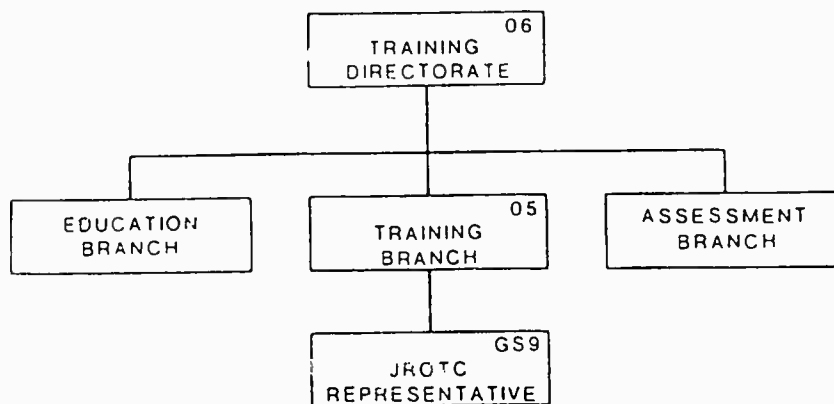 06
TRAINING
DIRECTORATE
EDUCATION
BRANCH
05
TRAINING
BRANCH
ASSESSMENT
BRANCH
GS9
JROTC
REPRESENTATIVE